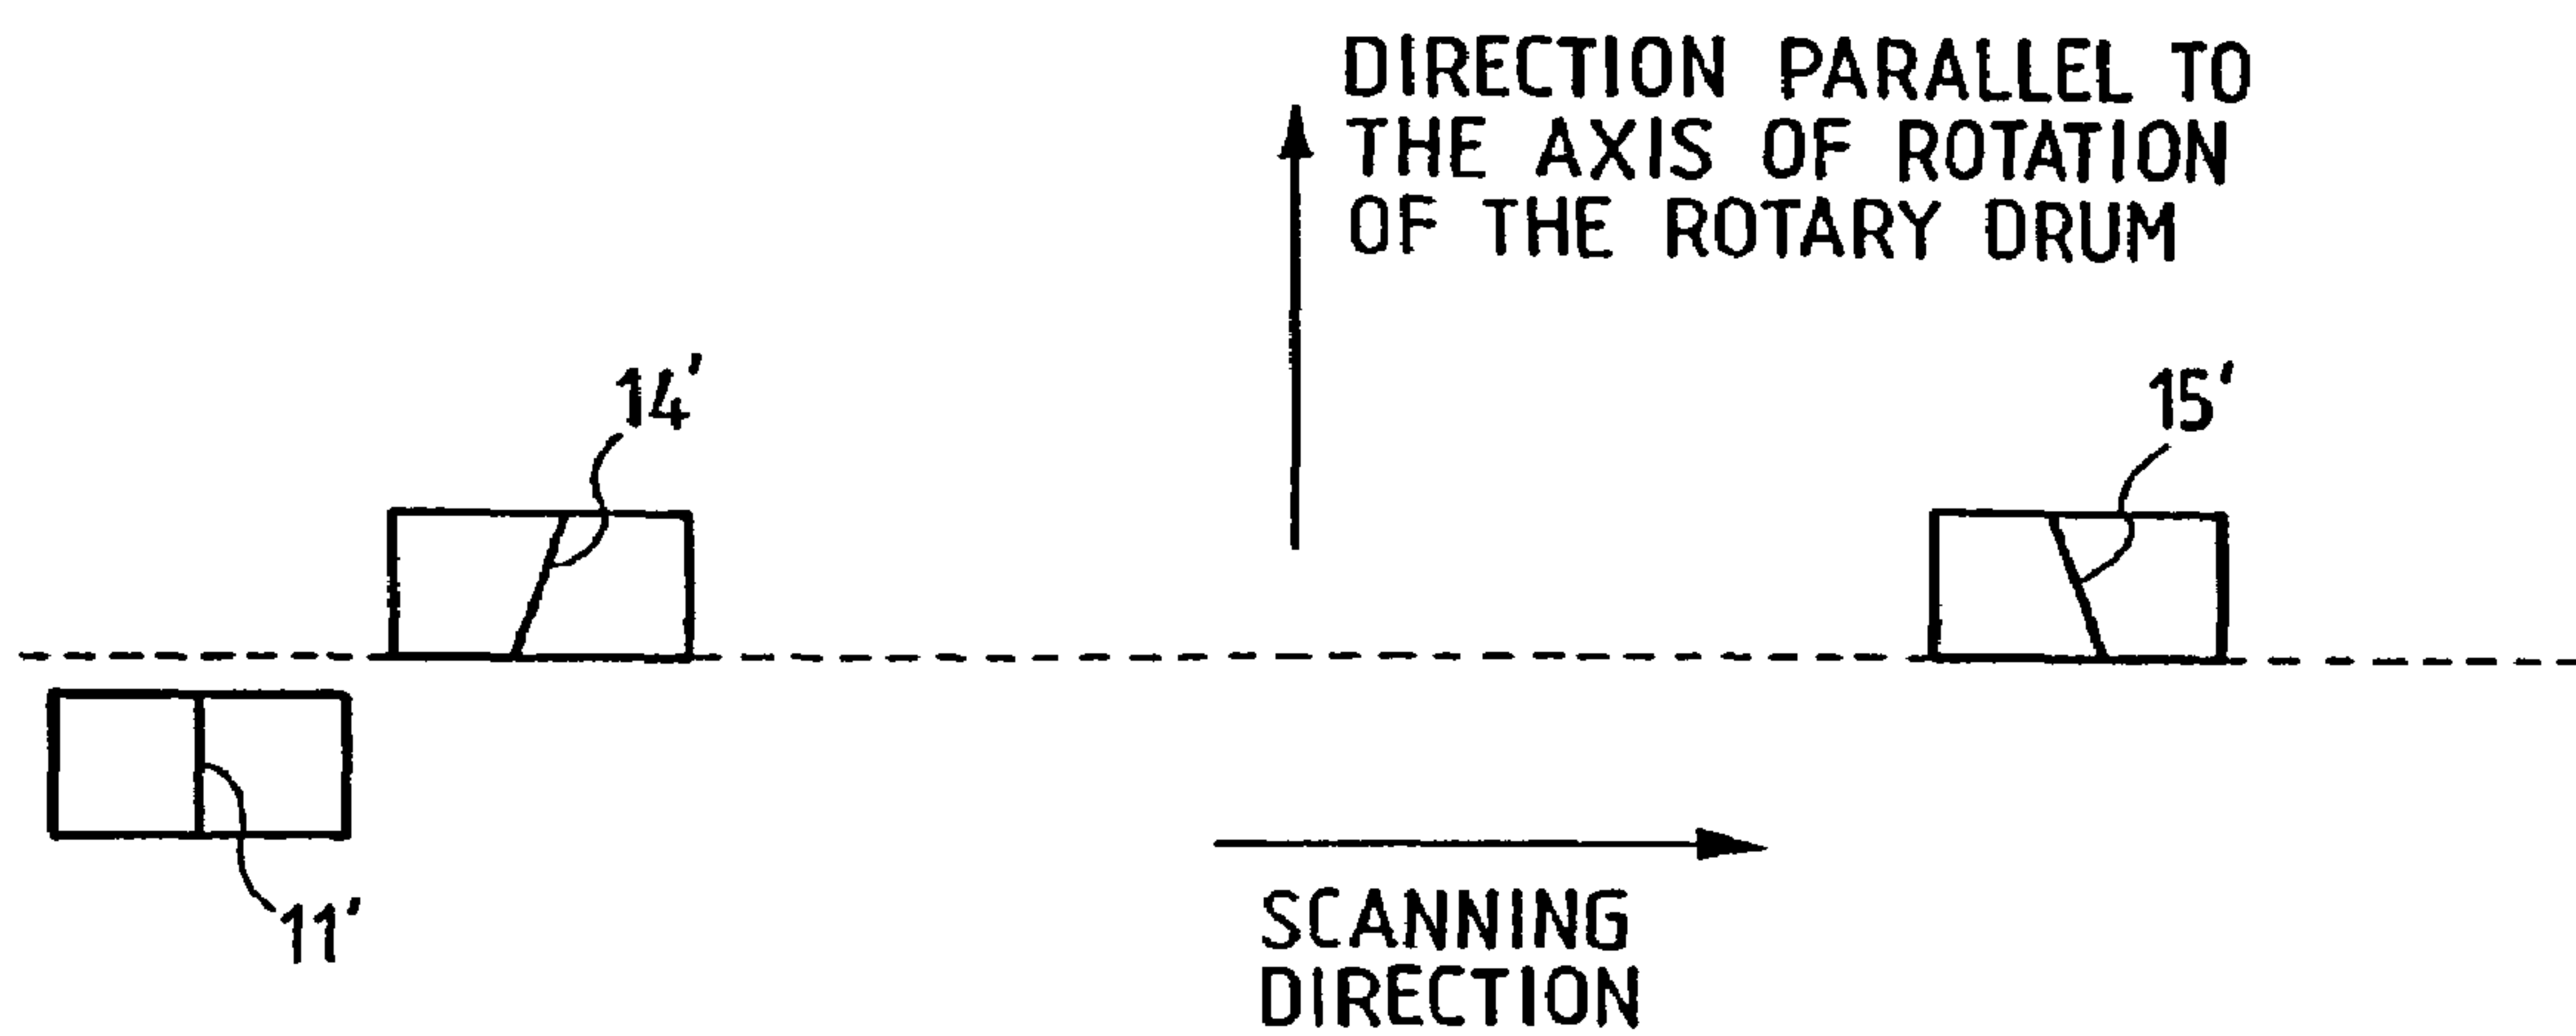 DIRECTION PARALLEL TO
THE AXIS OF ROTATION
OF THE ROTARY DRUM
14'
15'
11'
SCANNING
DIRECTION